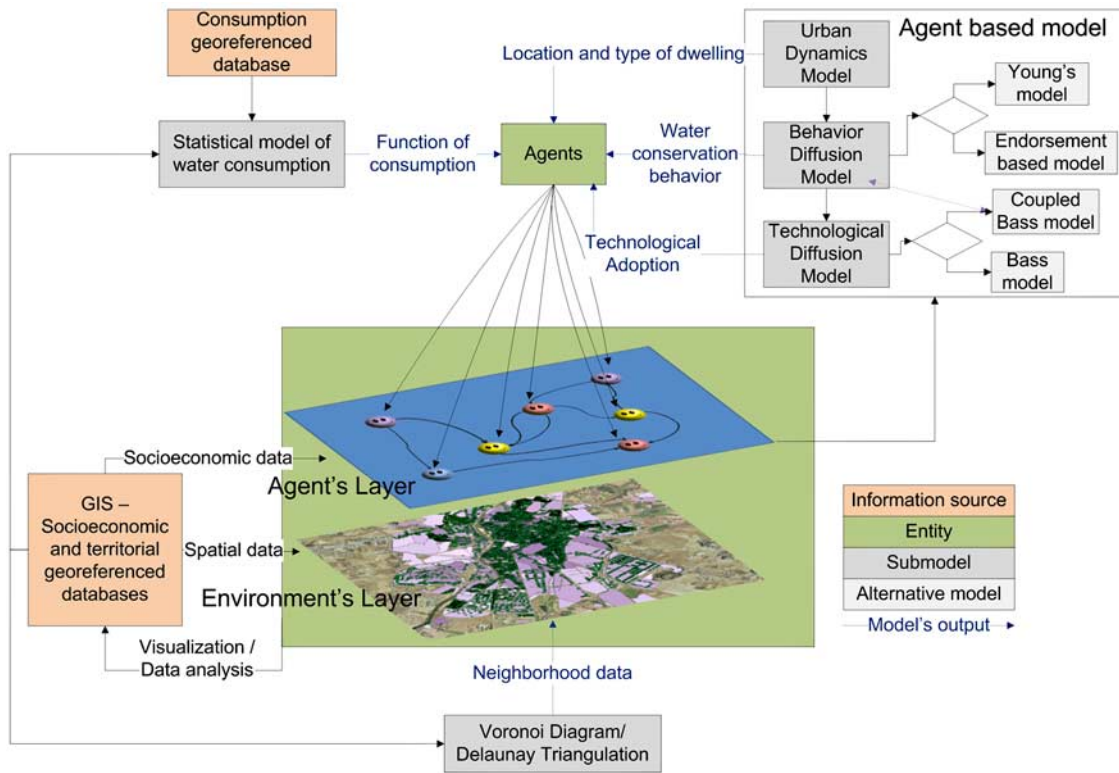 Consumption
georeferenced
database
Statistical model of
water consumption
Function of
consumption
Location and type of dwelling
Agents
Water
conservation
behavior
Technological
Adoption
Agent based model
Urban
Dynamics
Model
Behavior
Diffusion
Model
Technological
Diffusion
Model
Young's
model
Endorsement
based model
Coupled
Bass model
Bass
model
Socioeconomic data
Agent's Layer
GIS –
Socioeconomic
and territorial
georeferenced
databases
Spatial data
Environment's Layer
Visualization /
Data analysis
Neighborhood data
Voronoi Diagram/
Delaunay Triangulation
Information source
Entity
Submodel
Alternative model
Model's output